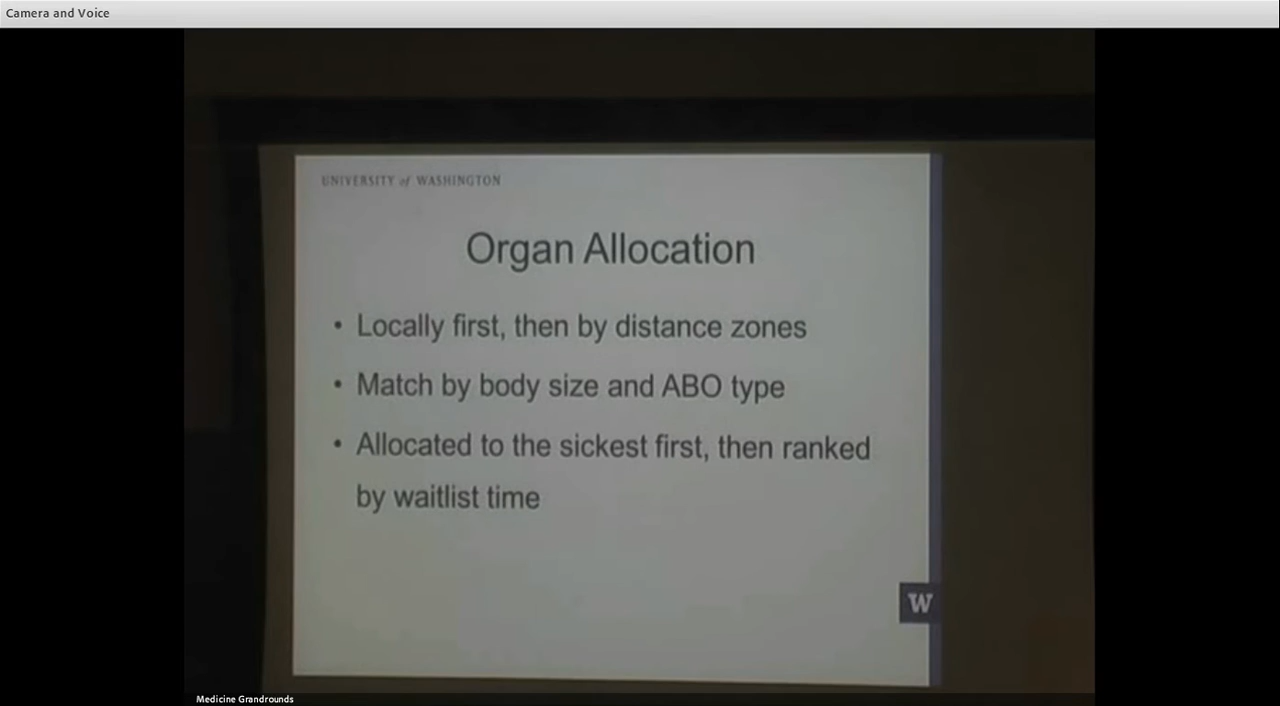 Camera and Voice
UNIVERSITY of WASHINGTON
Organ Allocation
• Locally first, then by distance zones
• Match by body size and ABO type
• Allocated to the sickest first, then ranked
by waitlist time
W
Medicine Grandrounds